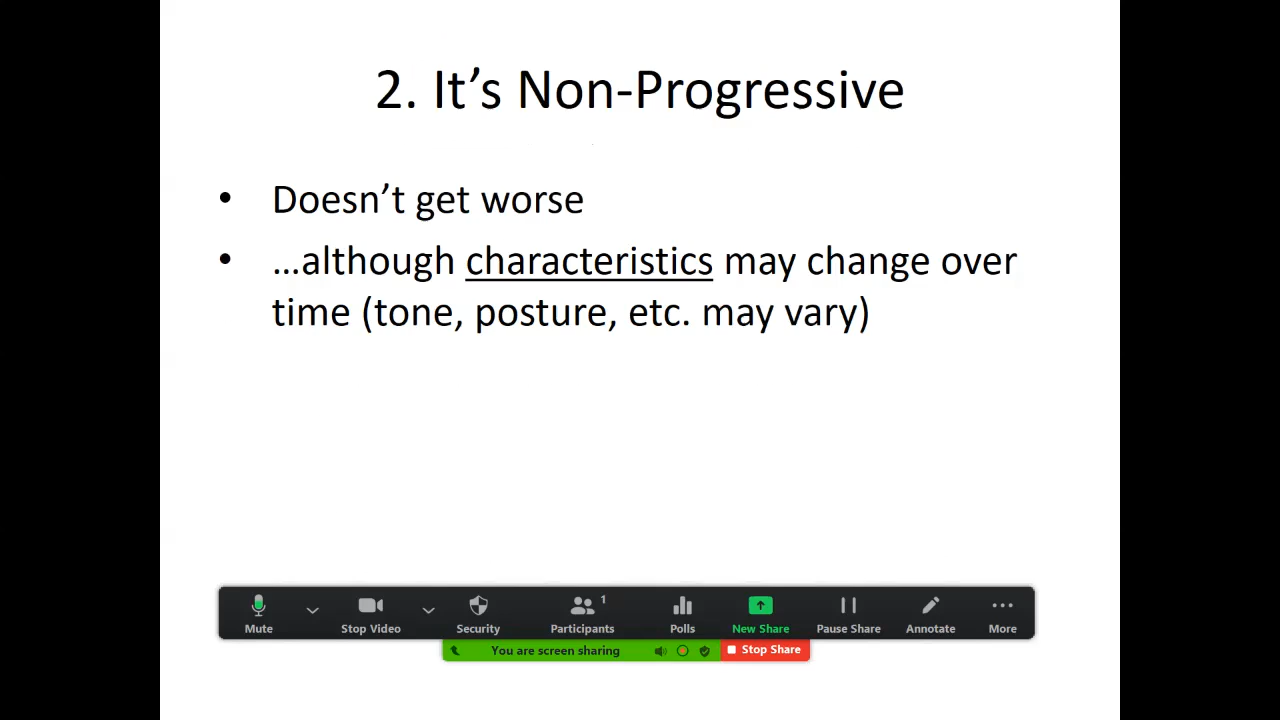 2. It's Non-Progressive
• Doesn't get worse
• ...although characteristics may change over
time (tone, posture, etc. may vary)
1
Mute
Stop Video
Security
Participants
Polls
New Share
Pause Share
Annotate
More
You are screen sharing
Stop Share